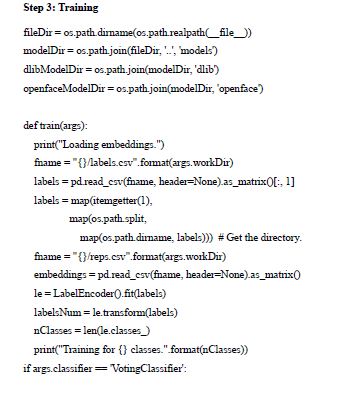 Step 3: Training
fileDir = os.path.dirname(os.path.realpath(__file__))
modelDir = os.path.join(fileDir, '..', 'models')
dlibModelDir = os.path.join(modelDir, 'dlib')
openfaceModelDir = os.path.join(modelDir, 'openface')
def train(args):
print("Loading embeddings.")
fname = "{}/labels.csv".format(args.workDir)
labels = pd.read_csv(fname, header=None).as_matrix()[:, 1]
labels = map(itemgetter(1),
map(os.path.split,
map(os.path.dirname, labels))) # Get the directory.
fname = "{}/reps.csv".format(args.workDir)
embeddings = pd.read_csv(fname, header=None).as_matrix()
le = LabelEncoder().fit(labels)
labelsNum = le.transform(labels)
nClasses = len(le.classes_)
print("Training for {} classes.".format(nClasses))
if args.classifier == 'VotingClassifier':